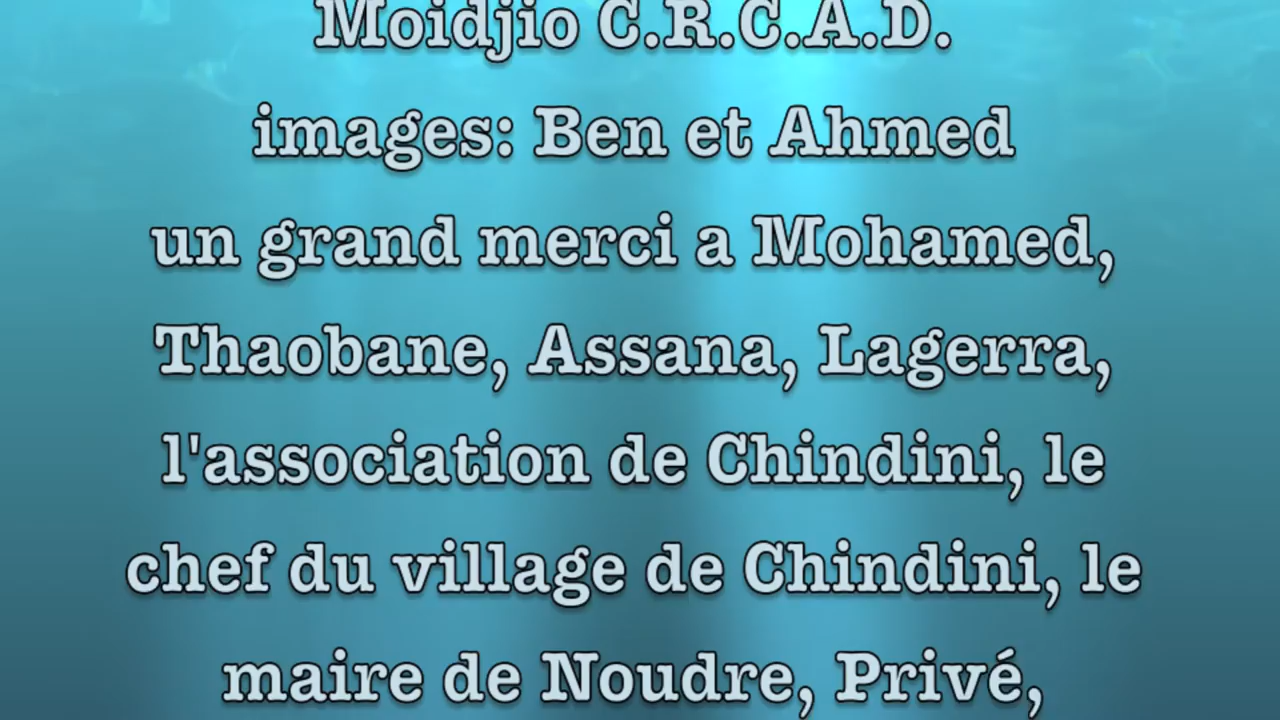 Moidjio C.R.C.A.D.
images: Ben et Ahmed
un grand merci a Mohamed,
Thaobane, Assana, Lagerra,
l'association de Chindini, le
chef du village de Chindini, le
maire de Noudre, Privé,